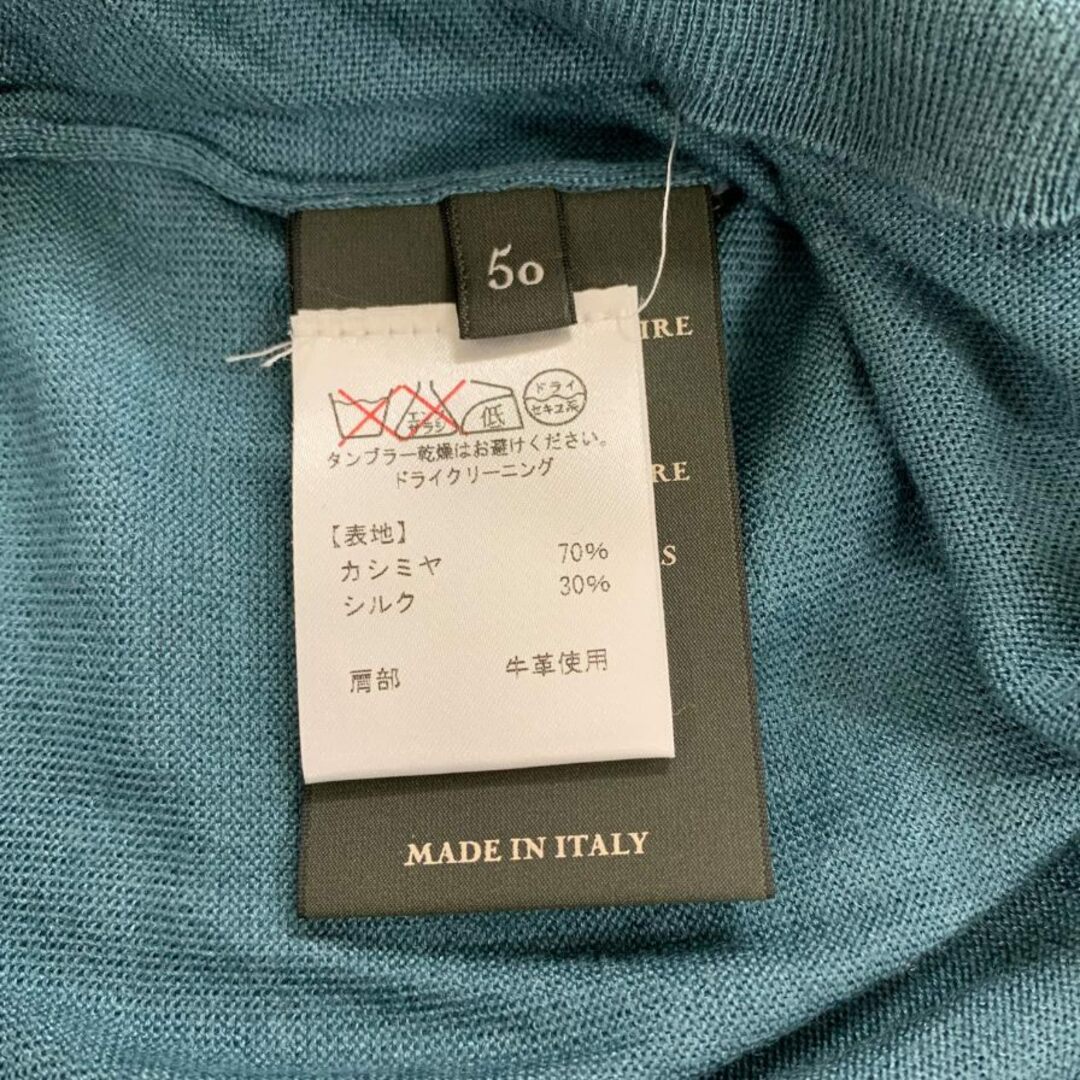 50
IRE
RE
S
エンソ
サラシ
低
ドライ
セキユ系
タンブラー乾燥はお避けください。
ドライクリーニング
【表地】
カシミヤ 70%
シルク 30%
肩部 牛革使用
MADE IN ITALY